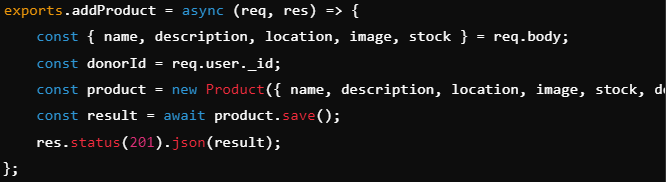 exports.addProduct = async (req, res) => {
const { name, description, location, image, stock } = req.body;
const donorId = req.user._id;
const product = new Product({ name, description, location, image, stock,
const result = await product.save();
res.status(201).json(result);
};